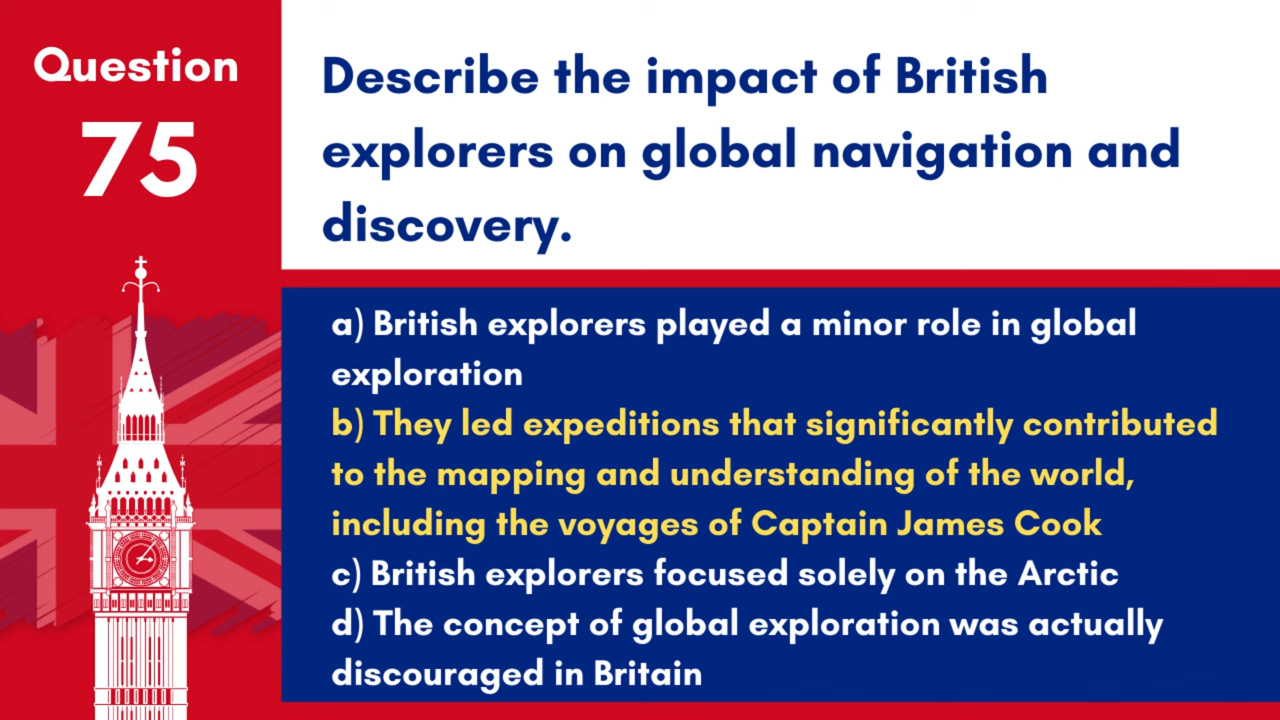 Question
75
Describe the impact of British
explorers on global navigation and
discovery.
a) British explorers played a minor role in global
exploration
b) They led expeditions that significantly contributed
to the mapping and understanding of the world,
including the voyages of Captain James Cook
c) British explorers focused solely on the Arctic
d) The concept of global exploration was actually
discouraged in Britain